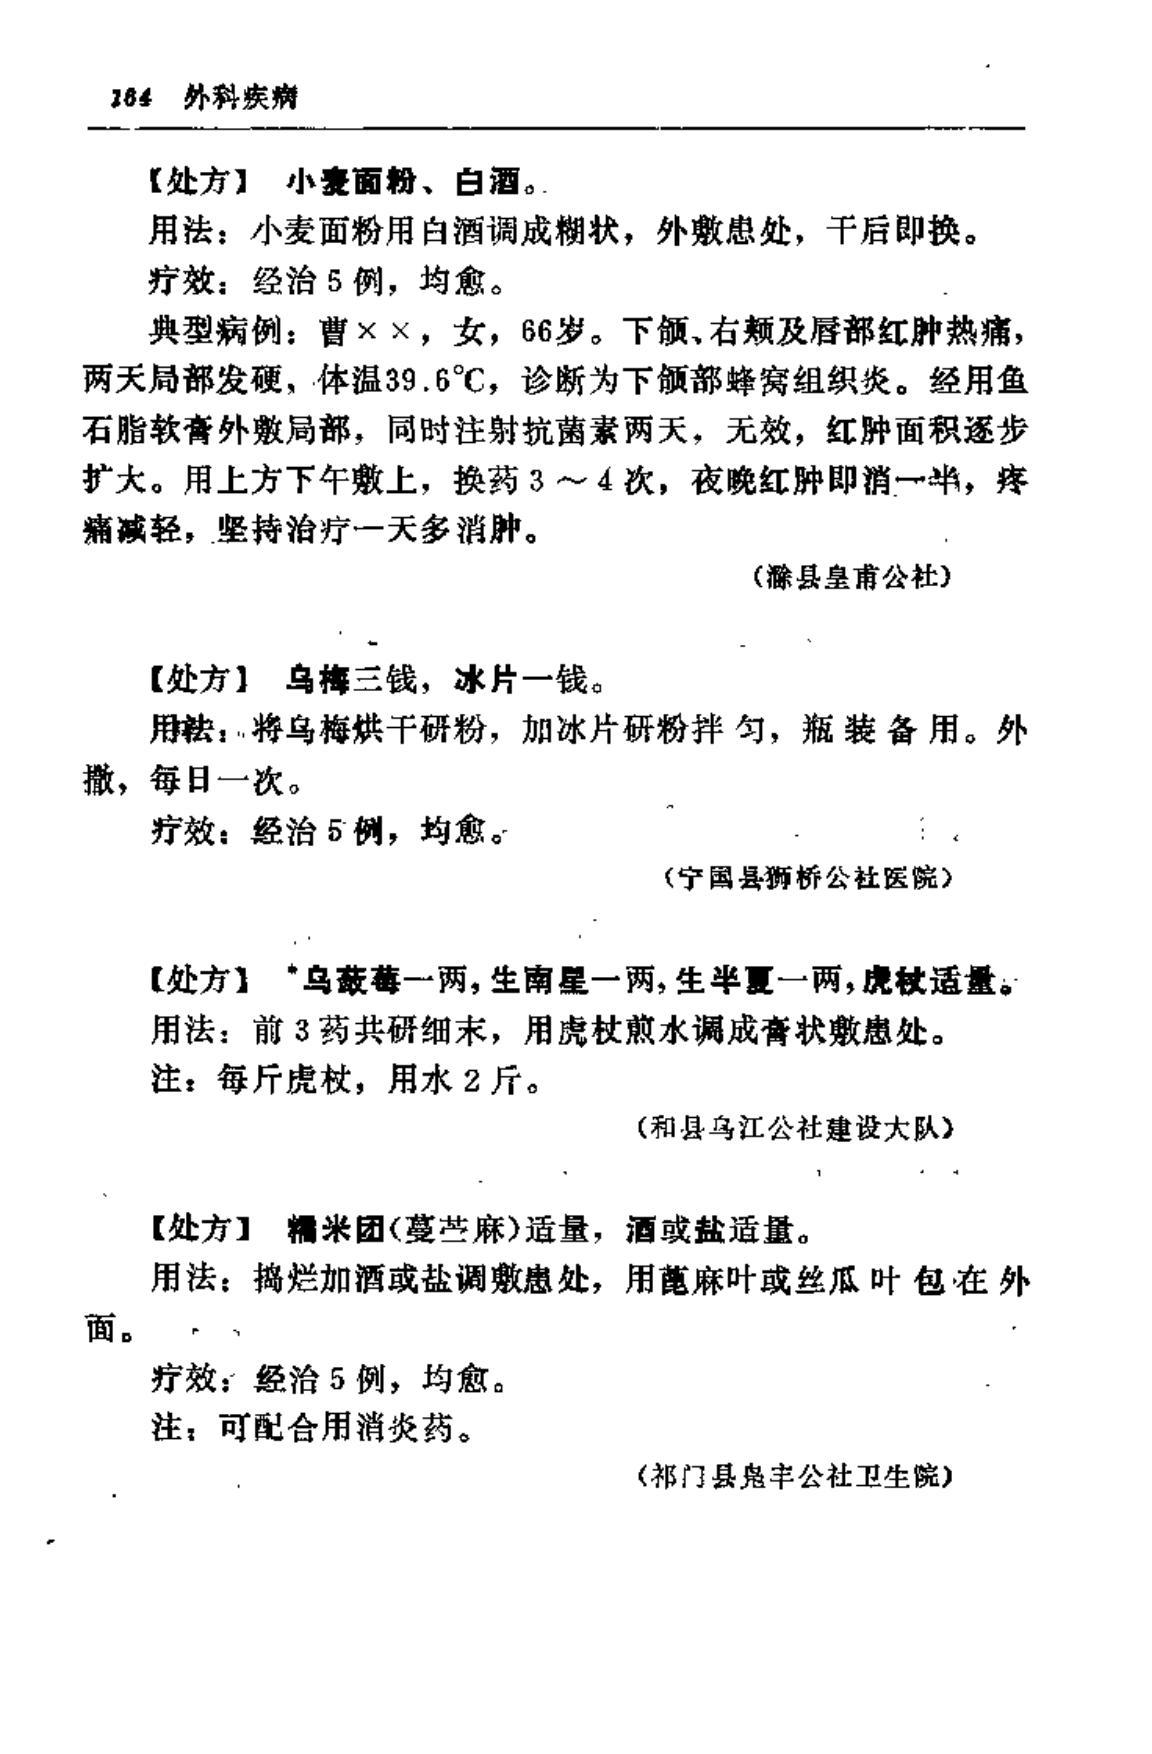 164 外科疾病
【处方】 小麦面粉、白酒。
用法：小麦面粉用白酒调成糊状，外敷患处，干后即换。
疗效：经治5例，均愈。
典型病例：曹××，女，66岁。下颌、右颊及唇部红肿热痛，
两天局部发硬，体温39.6℃，诊断为下颌部蜂窝组织炎。经用鱼
石脂软膏外敷局部，同时注射抗菌素两天，无效，红肿面积逐步
扩大。用上方下午敷上，换药3～4次，夜晚红肿即消一半，疼
痛减轻，坚持治疗一天多消肿。
（滁县皇甫公社）
【处方】 乌梅三钱，冰片一钱。
用法：将乌梅烘干研粉，加冰片研粉拌匀，瓶装备用。外
撒，每日一次。
疗效：经治5例，均愈。
（宁国县狮桥公社医院）
【处方】 *乌蔹莓一两，生南星一两，生半夏一两，虎杖适量。
用法：前3药共研细末，用虎杖煎水调成膏状敷患处。
注：每斤虎杖，用水2斤。
（和县乌江公社建设大队）
【处方】 糯米团（蔓苎麻）适量，酒或盐适量。
用法：捣烂加酒或盐调敷患处，用蓖麻叶或丝瓜叶包在外
面。
疗效：经治5例，均愈。
注：可配合用消炎药。
（祁门县凫丰公社卫生院）